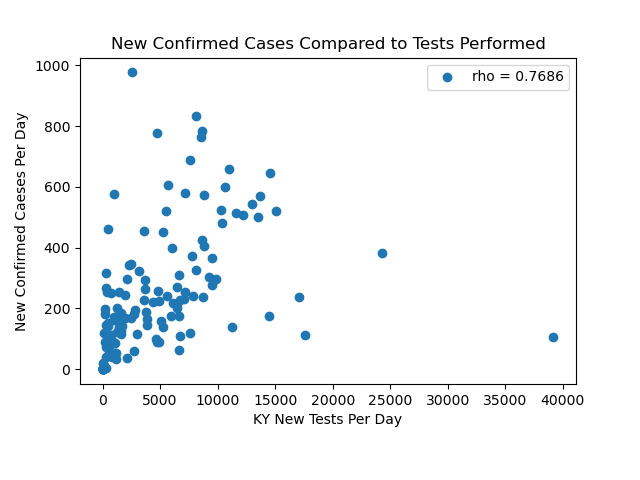 New Confirmed Cases Compared to Tests Performed
rho = 0.7686
New Confirmed Caeses Per Day
1000
800
600
400
200
0
0 5000 10000 15000 20000 25000 30000 35000 40000
KY New Tests Per Day